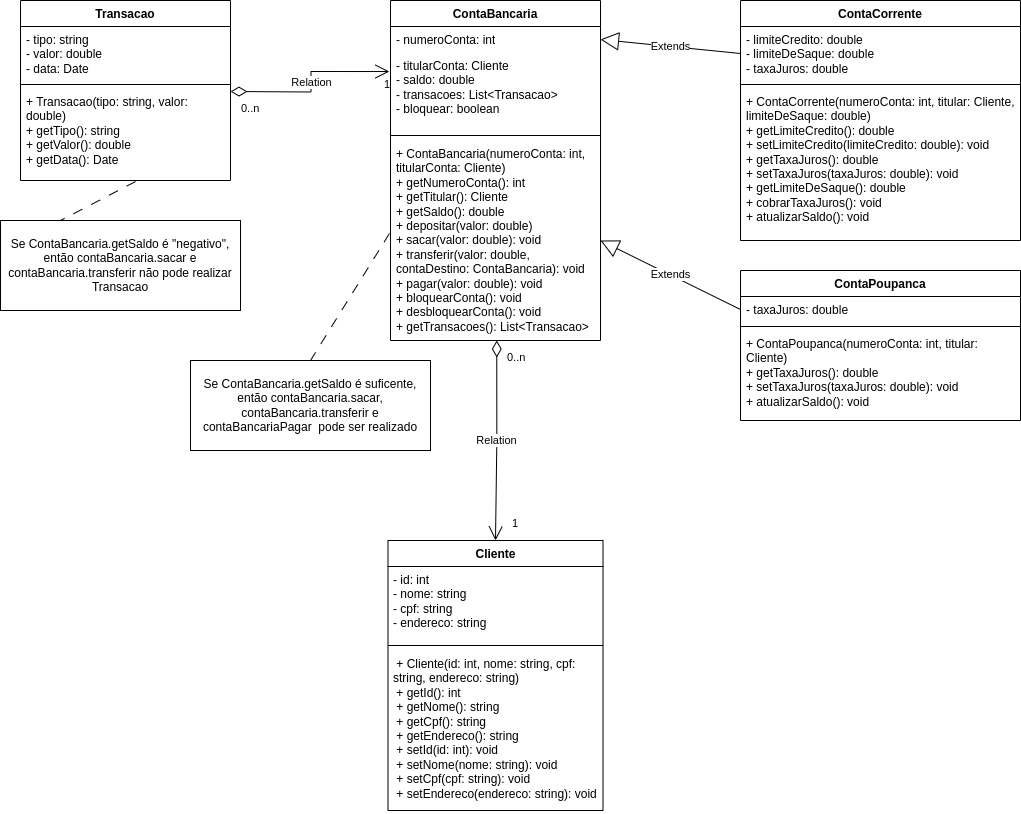 Transacao
- tipo: string
- valor: double
- data: Date
+ Transacao(tipo: string, valor:
double)
+ getTipo(): string
+ getValor(): double
+ getData(): Date
Relation
0..n
1
ContaBancaria
- numeroConta: int
- titularConta: Cliente
- saldo: double
- transacoes: List<Transacao>
- bloquear: boolean
+ ContaBancaria(numeroConta: int,
titularConta: Cliente)
+ getNumeroConta(): int
+ getTitular(): Cliente
+ getSaldo(): double
+ depositar(valor: double)
+ sacar(valor: double): void
+ transferir(valor: double,
contaDestino: ContaBancaria): void
+ pagar(valor: double): void
+ bloquearConta(): void
+ desbloquearConta(): void
+ getTransacoes(): List<Transacao>
Extends
ContaCorrente
- limiteCredito: double
- limiteDeSaque: double
- taxaJuros: double
+ ContaCorrente(numeroConta: int, titular: Cliente,
limiteDeSaque: double)
+ getLimiteCredito(): double
+ setLimiteCredito(limiteCredito: double): void
+ getTaxaJuros(): double
+ setTaxaJuros(taxaJuros: double): void
+ getLimiteDeSaque(): double
+ cobrarTaxaJuros(): void
+ atualizarSaldo(): void
Extends
ContaPoupanca
- taxaJuros: double
+ ContaPoupanca(numeroConta: int, titular:
Cliente)
+ getTaxaJuros(): double
+ setTaxaJuros(taxaJuros: double): void
+ atualizarSaldo(): void
Se ContaBancaria.getSaldo é "negativo",
então contaBancaria.sacar e
contaBancaria.transferir não pode realizar
Transacao
Se ContaBancaria.getSaldo é suficente,
então contaBancaria.sacar,
contaBancaria.transferir e
contaBancariaPagar pode ser realizado
0..n
Relation
1
Cliente
- id: int
- nome: string
- cpf: string
- endereco: string
+ Cliente(id: int, nome: string, cpf:
string, endereco: string)
+ getId(): int
+ getNome(): string
+ getCpf(): string
+ getEndereco(): string
+ setId(id: int): void
+ setNome(nome: string): void
+ setCpf(cpf: string): void
+ setEndereco(endereco: string): void